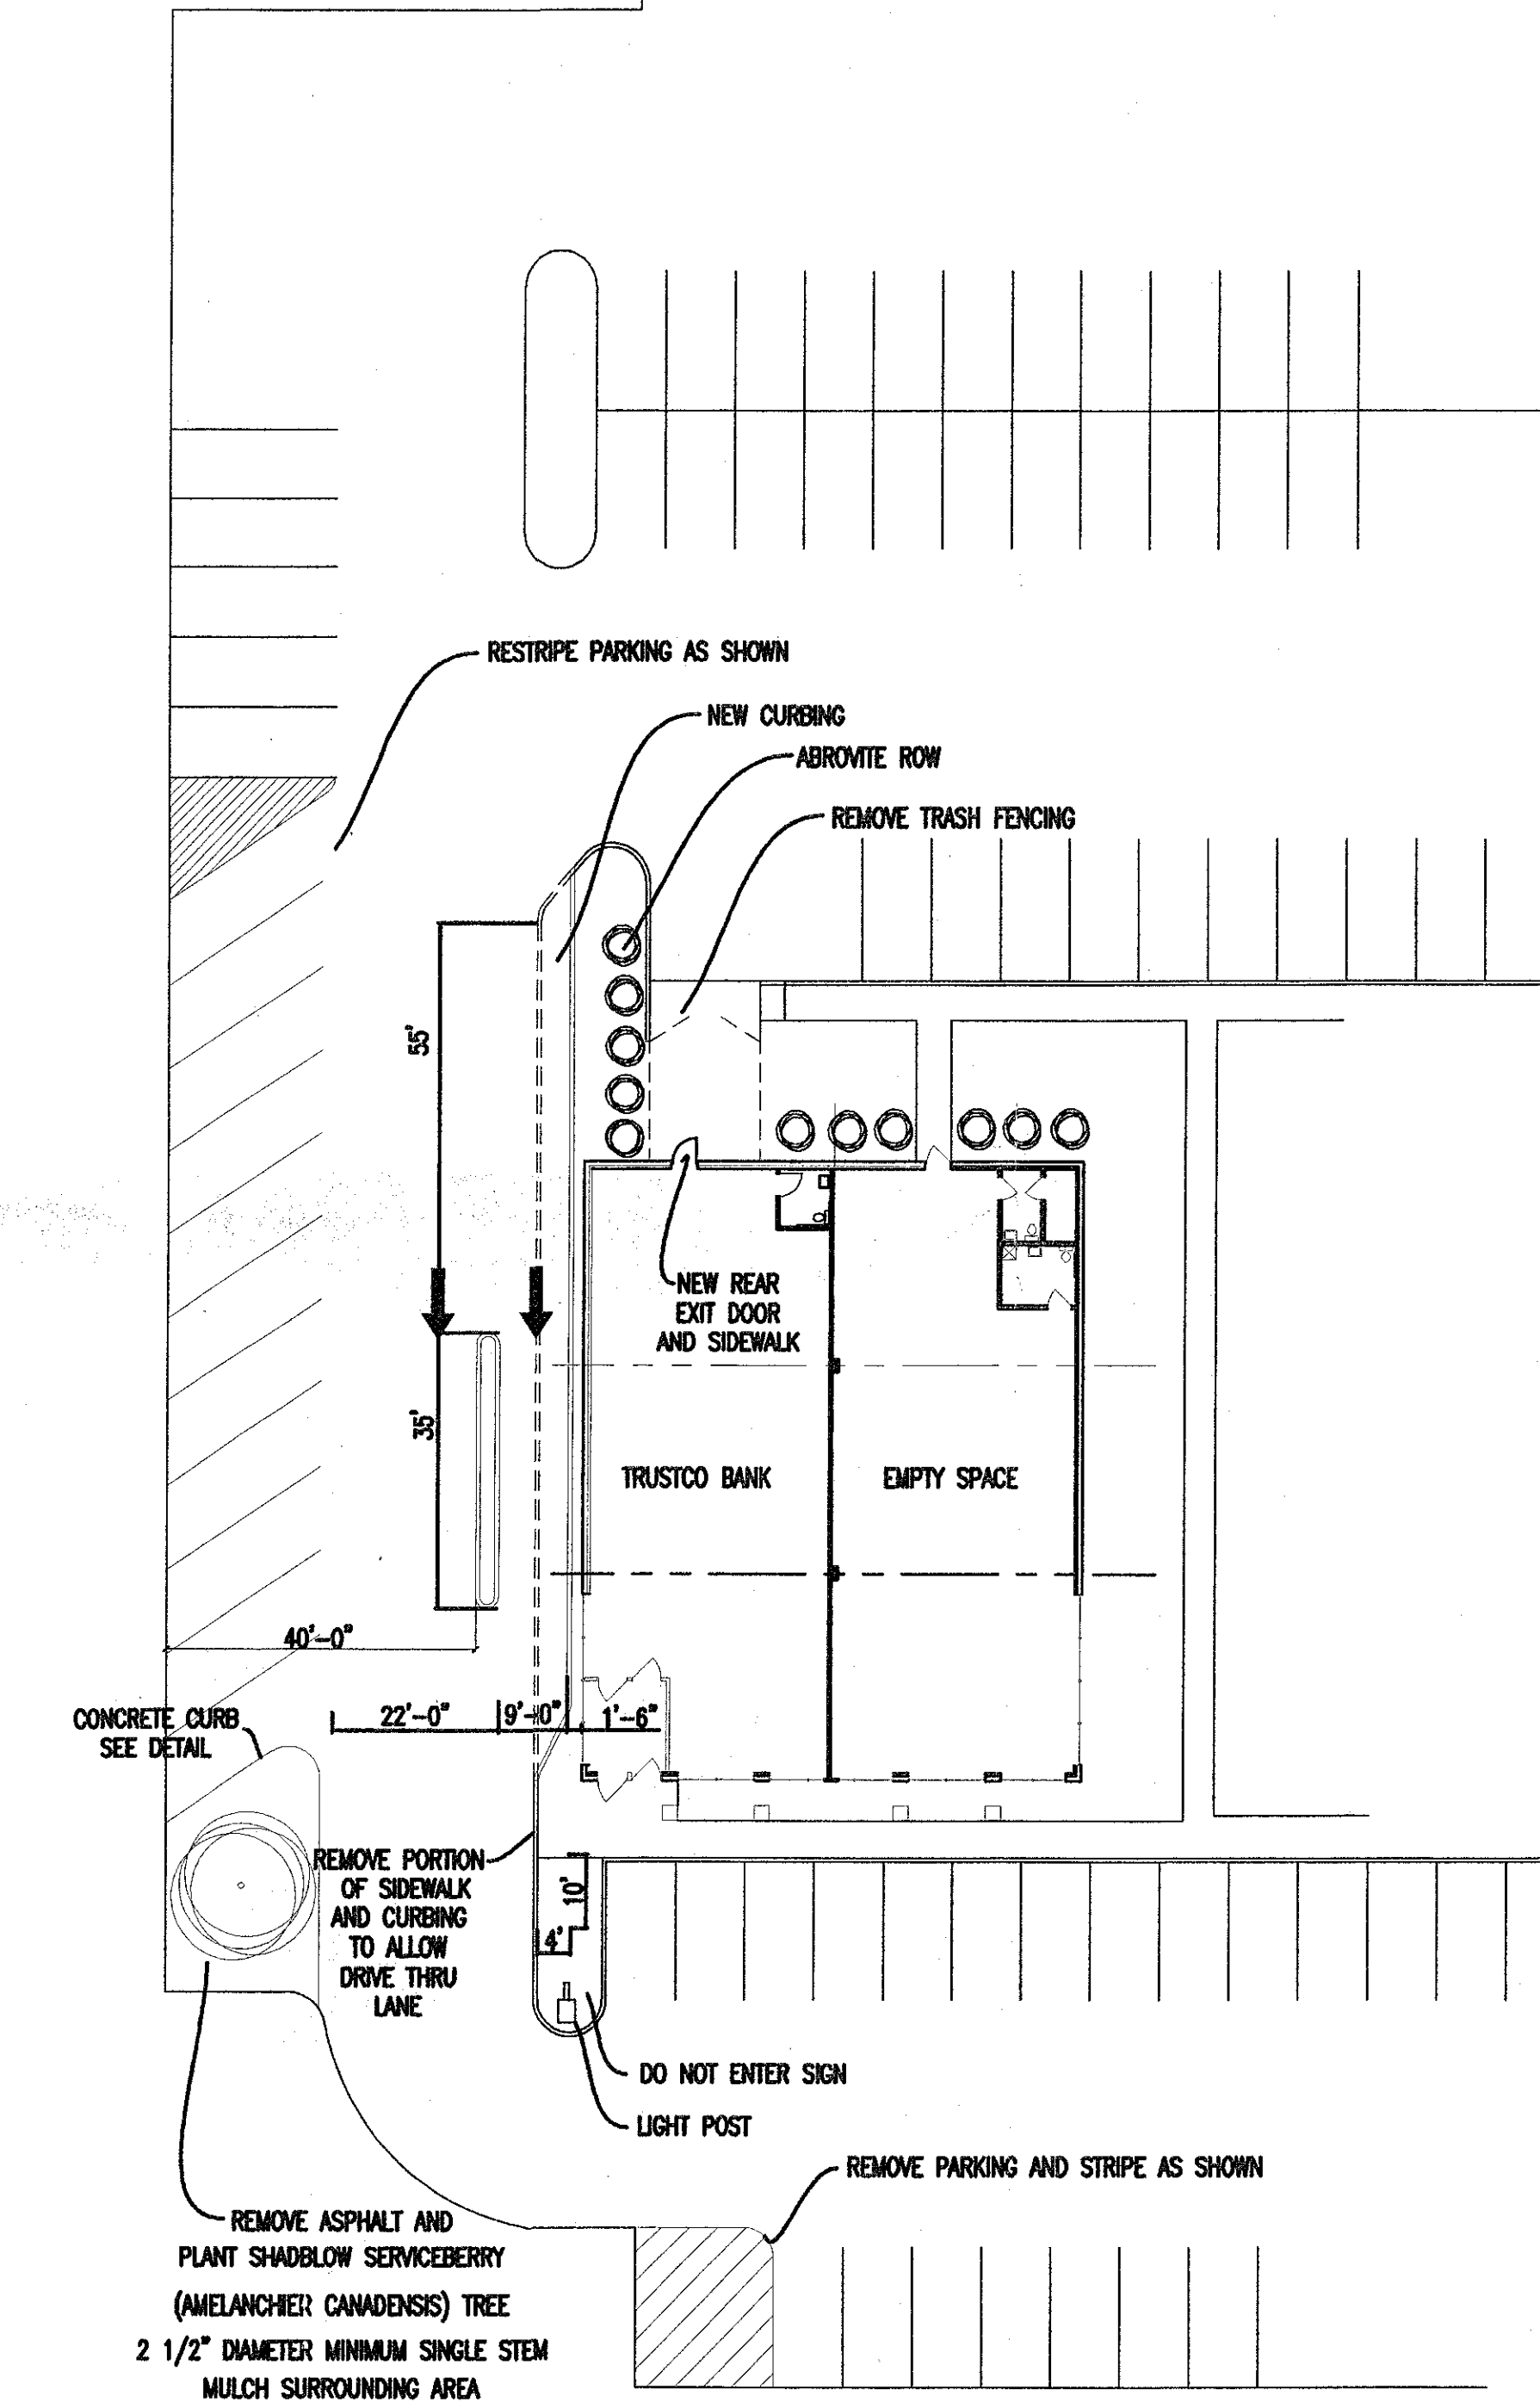 RESTRIPE PARKING AS SHOWN
NEW CURBING
ABROVITE ROW
REMOVE TRASH FENCING
55'
NEW REAR
EXIT DOOR
AND SIDEWALK
35'
TRUSTCO BANK
EMPTY SPACE
40'-0"
CONCRETE CURB
SEE DETAIL
22'-0"
9'-0"
1'-6"
REMOVE PORTION
OF SIDEWALK
AND CURBING
TO ALLOW
DRIVE THRU
LANE
10'
4'
DO NOT ENTER SIGN
LIGHT POST
REMOVE PARKING AND STRIPE AS SHOWN
REMOVE ASPHALT AND
PLANT SHADBLOW SERVICEBERRY
(AMELANCHIER CANADENSIS) TREE
2 1/2" DIAMETER MINIMUM SINGLE STEM
MULCH SURROUNDING AREA